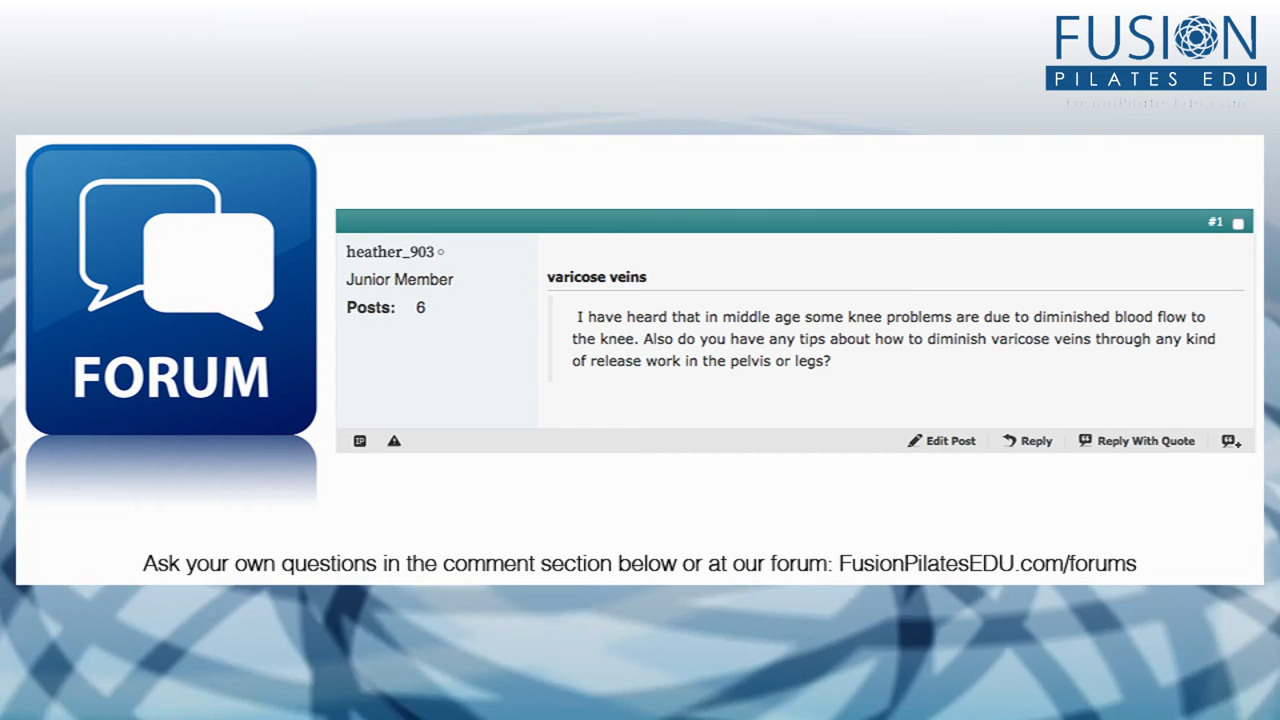 FUSION
PILATES EDU
FORUM
#1
heather_903
Junior Member
Posts: 6
varicose veins
I have heard that in middle age some knee problems are due to diminished blood flow to
the knee. Also do you have any tips about how to diminish varicose veins through any kind
of release work in the pelvis or legs?
IP
Edit Post
Reply
Reply With Quote
Ask your own questions in the comment section below or at our forum: FusionPilatesEDU.com/forums